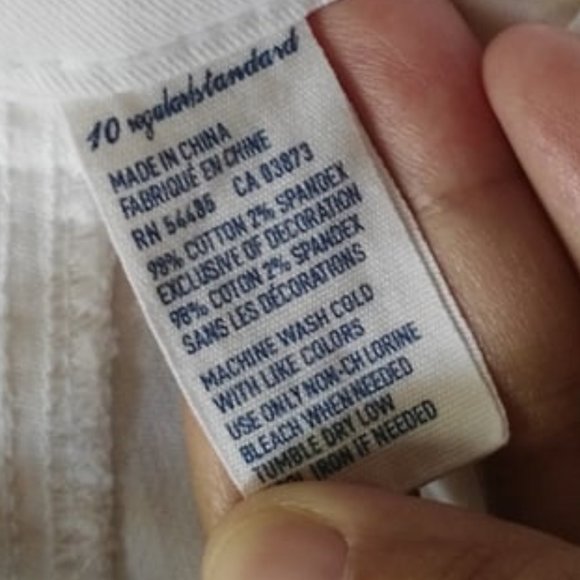 10 regular/standard
MADE IN CHINA
FABRIQUÉ EN CHINE
RN 54485 CA 03873
98% COTTON 2% SPANDEX
EXCLUSIVE OF DECORATION
98% COTON 2% SPANDEX
SANS LES DÉCORATIONS
MACHINE WASH COLD
WITH LIKE COLORS
USE ONLY NON-CHLORINE
BLEACH WHEN NEEDED
TUMBLE DRY LOW
IRON IF NEEDED